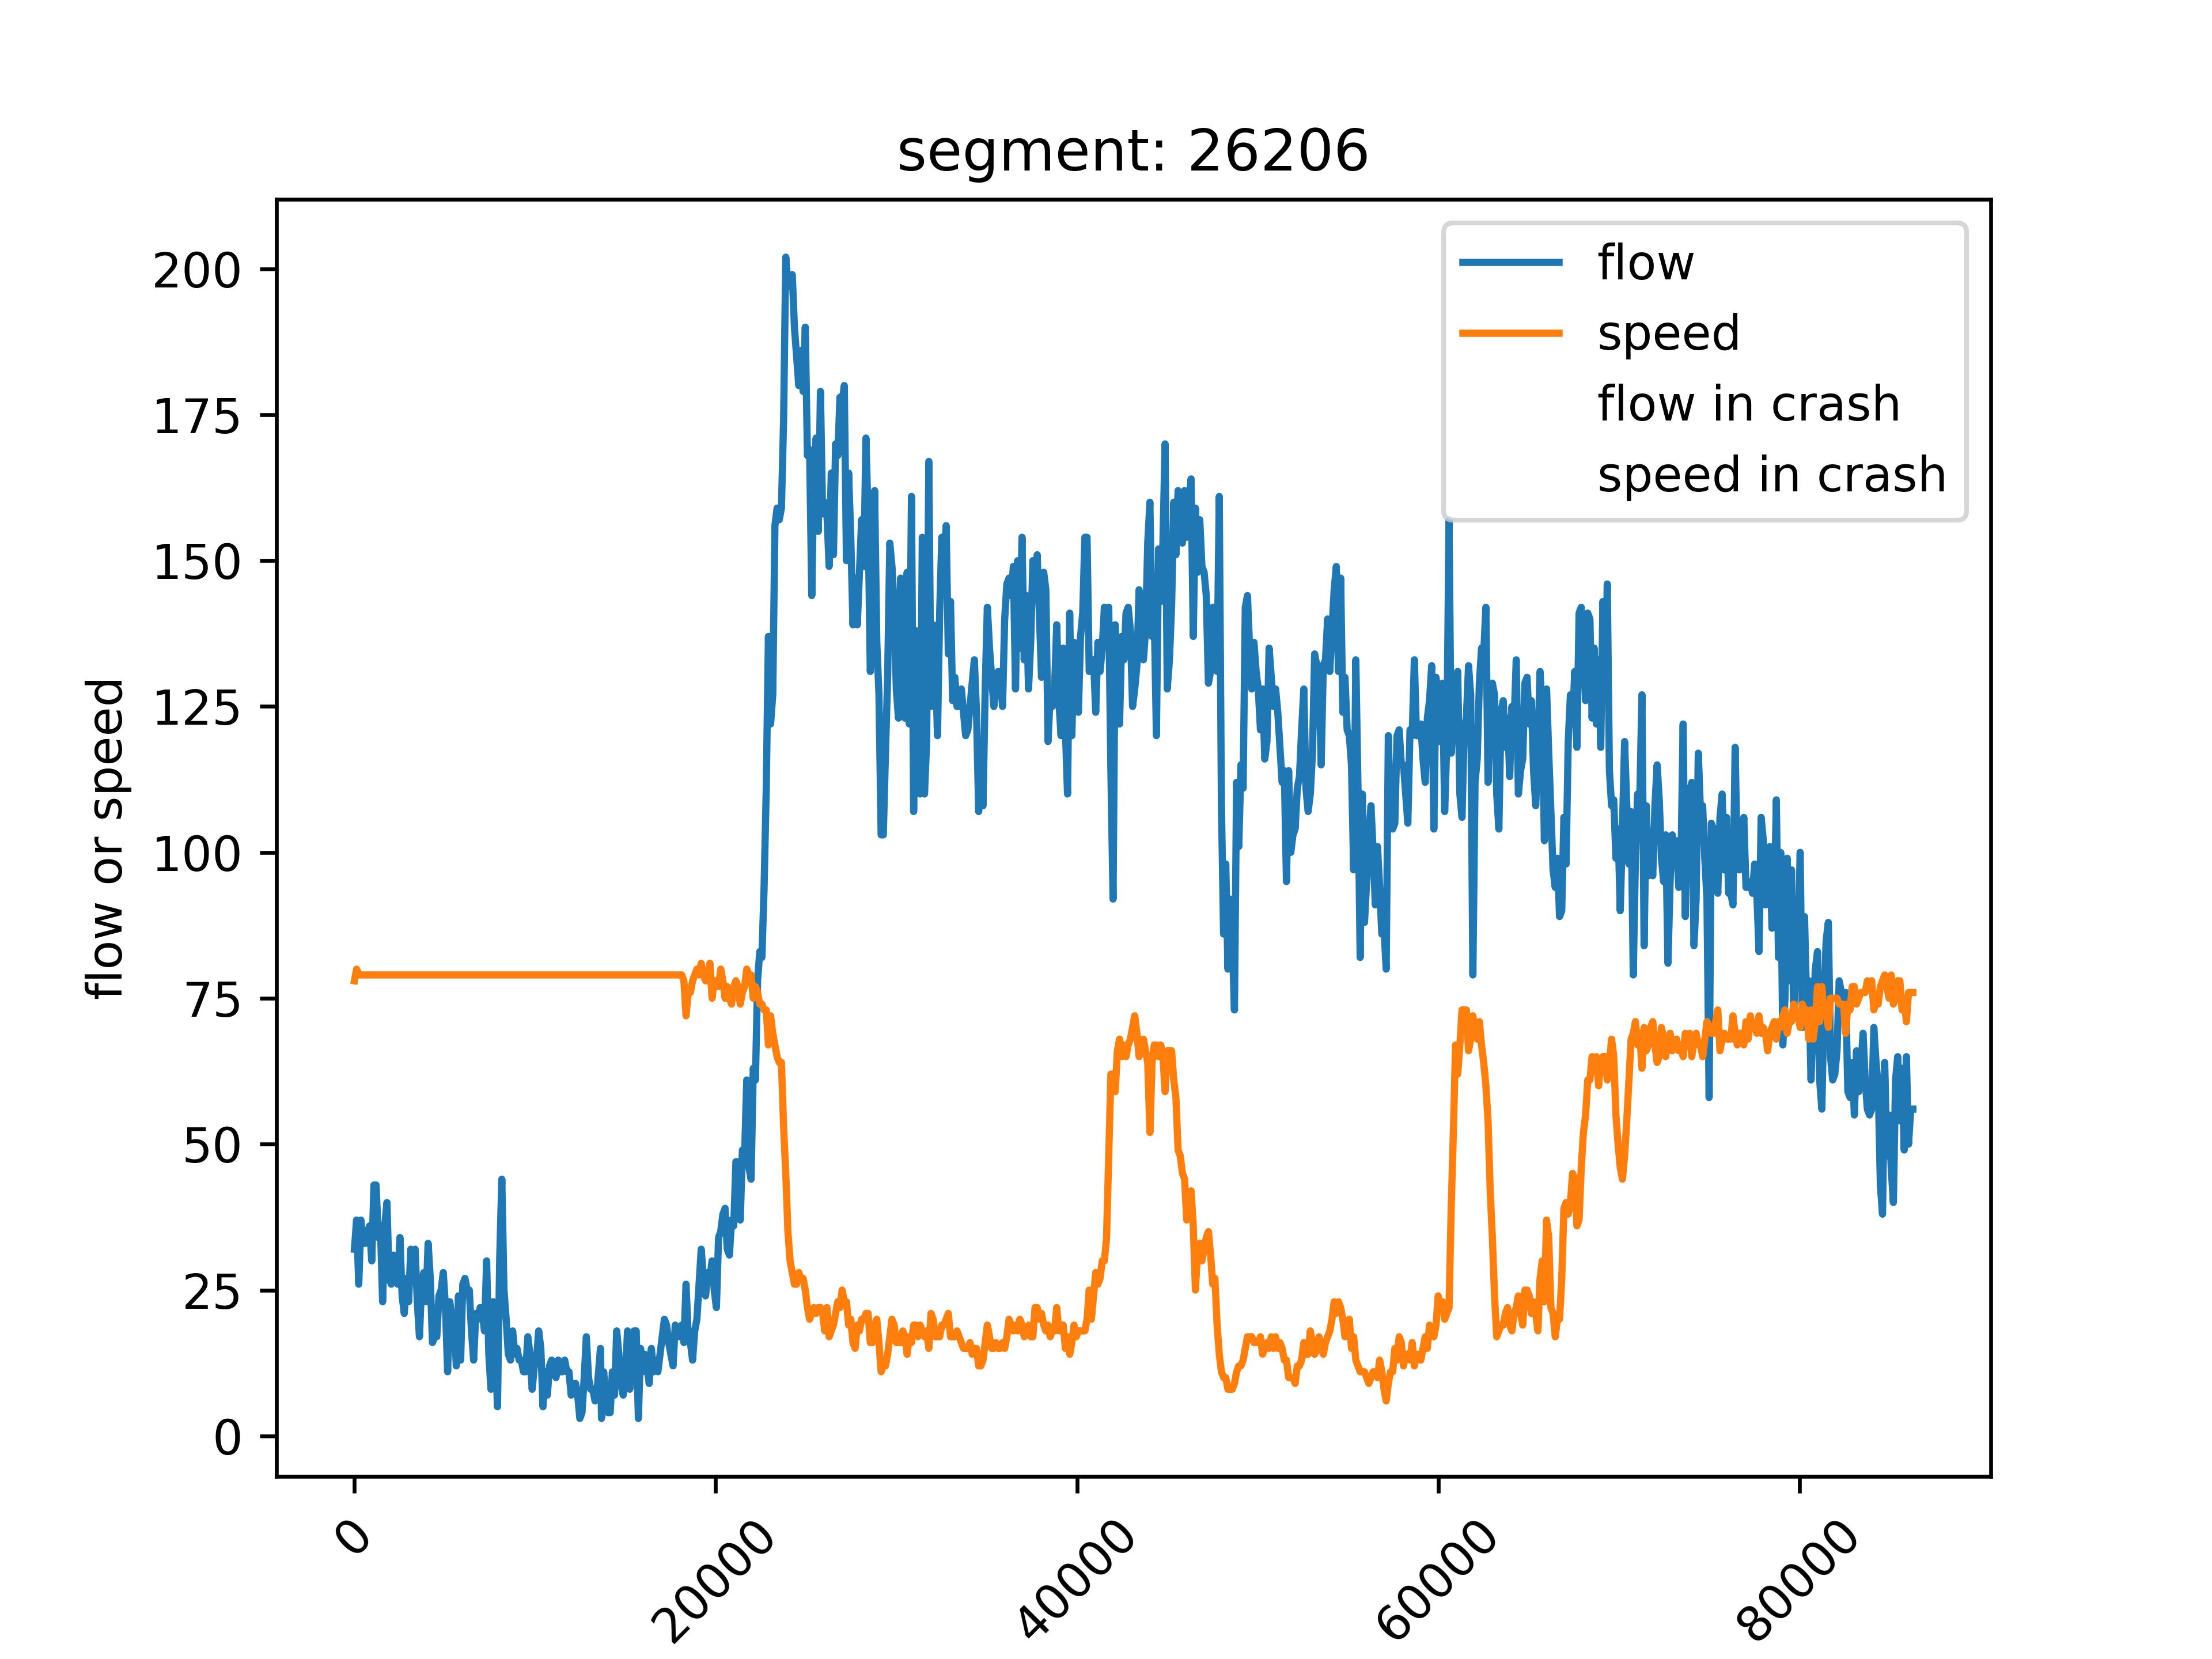 segment: 26206
flow
speed
flow in crash
speed in crash
flow or speed
200
175
150
125
100
75
50
25
0
0
20000
40000
60000
80000